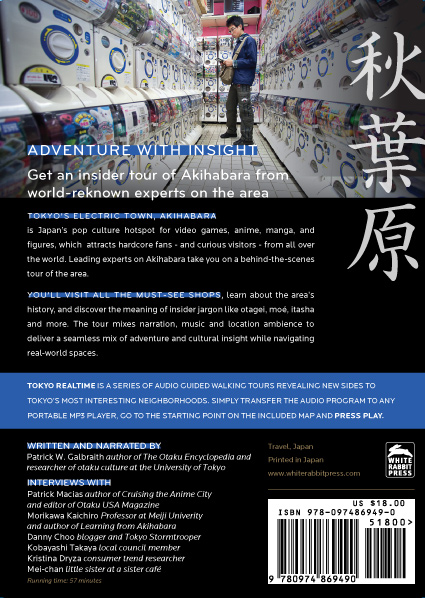 秋葉原
ADVENTURE WITH INSIGHT
Get an insider tour of Akihabara from
world-reknown experts on the area
TOKYO'S ELECTRIC TOWN, AKIHABARA
is Japan's pop culture hotspot for video games, anime, manga, and
figures, which attracts hardcore fans - and curious visitors - from all over
the world. Leading experts on Akihabara take you on a behind-the-scenes
tour of the area.
YOU'LL VISIT ALL THE MUST-SEE SHOPS, learn about the area's
history, and discover the meaning of insider jargon like otagei, moé, itasha
and more. The tour mixes narration, music and location ambience to
deliver a seamless mix of adventure and cultural insight while navigating
real-world spaces.
TOKYO REALTIME IS A SERIES OF AUDIO GUIDED WALKING TOURS REVEALING NEW SIDES TO
TOKYO'S MOST INTERESTING NEIGHBORHOODS. SIMPLY TRANSFER THE AUDIO PROGRAM TO ANY
PORTABLE MP3 PLAYER, GO TO THE STARTING POINT ON THE INCLUDED MAP AND PRESS PLAY.
WRITTEN AND NARRATED BY
Patrick W. Galbraith author of The Otaku Encyclopedia and
researcher of otaku culture at the University of Tokyo
INTERVIEWS WITH
Patrick Macias author of Cruising the Anime City
and editor of Otaku USA Magazine
Morikawa Kaichiro Professor at Meiji Univerity
and author of Learning from Akihabara
Danny Choo blogger and Tokyo Stormtrooper
Kobayashi Takaya local council member
Kristina Dryza consumer trend researcher
Mei-chan little sister at a sister café
Running time: 57 minutes
Travel, Japan
Printed in Japan
www.whiterabbitpress.com
WHITE
RABBIT
PRESS
US $18.00
ISBN 978-097486949-0
51800>
9 780974 869490